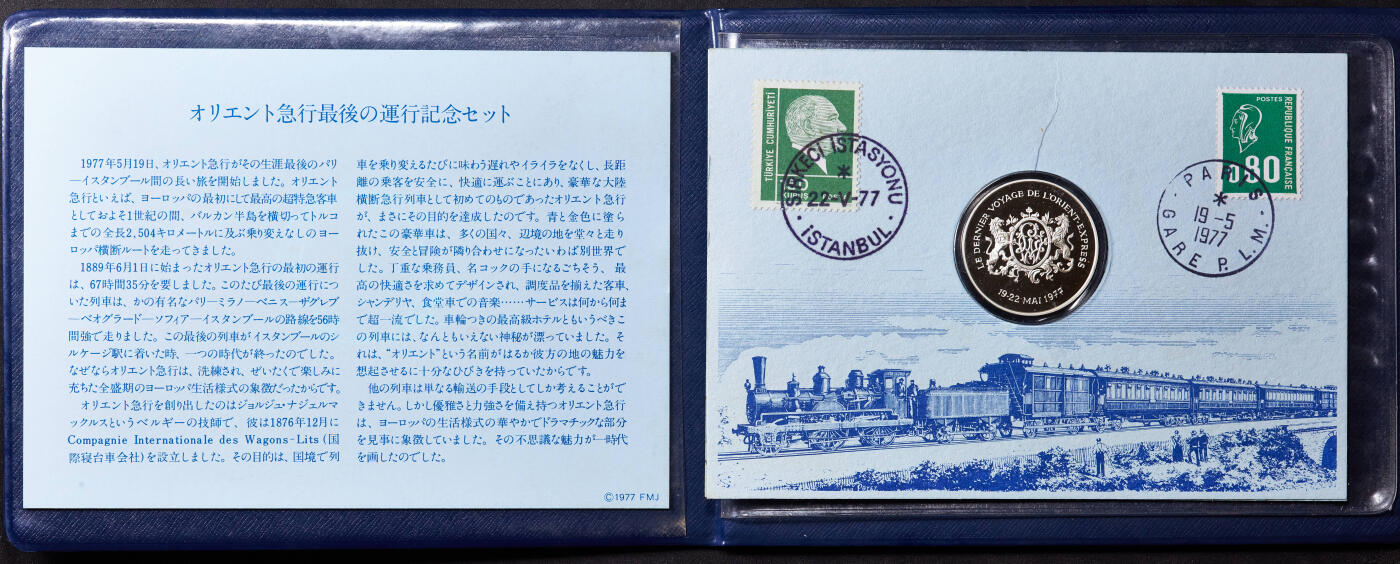 オリエント急行最後の運行記念セット
1977年5月19日、オリエント急行がその生涯最後のパリ
―イスタンブール間の長い旅を開始しました。オリエント
急行といえば、ヨーロッパの最初にして最高の超特急客車
としておよそ1世紀の間、バルカン半島を横切ってトルコ
までの全長2,504キロメートルに及ぶ乗り変えなしのヨー
ロッパ横断ルートを走ってきました。
1889年6月1日に始まったオリエント急行の最初の運行
は、67時間35分を要しました。このたび最後の運行につ
いた列車は、かの有名なパリ―ミラノ―ベニス―ザグレブ
―ベオグラード―ソフィア―イスタンブールの路線を56時
間強で走りました。この最後の列車がイスタンブールのシ
ルケージ駅に着いた時、一つの時代が終ったのでした。
なぜならオリエント急行は、洗練され、ぜいたくで楽しみに
充ちた全盛期のヨーロッパ生活様式の象徴だったからです。
オリエント急行を創り出したのはジョルジュ・ナジェルマ
ックルスというベルギーの技師で、彼は1876年12月に
Compagnie Internationale des Wagons-Lits(国
際寝台車会社)を設立しました。その目的は、国境で列
車を乗り変えるたびに味わう遅れやイライラをなくし、長距
離の乗客を安全に、快適に運ぶことにあり、豪華な大陸
横断急行列車として初めてのものであったオリエント急行
が、まさにその目的を達成したのです。青と金色に塗ら
れたこの豪華車は、多くの国々、辺境の地を堂々と走り
抜け、安全と冒険が隣り合わせになったいわば別世界で
した。丁重な乗務員、名コックの手になるごちそう、最
高の快適さを求めてデザインされ、調度品を揃えた客車、
シャンデリヤ、食堂車での音楽……サービスは何から何ま
で超一流でした。車輪つきの最高級ホテルともいうべきこ
の列車には、なんともいえない神秘が漂っていました。そ
れは、“オリエント”という名前がはるか彼方の地の魅力を
想起させるに十分なひびきを持っていたからです。
他の列車は単なる輸送の手段としてしか考えることがで
きません。しかし優雅さと力強さを備え持つオリエント急行
は、ヨーロッパの生活様式の華やかでドラマチックな部分
を見事に象徴していました。その不思議な魅力が一時代
を画したのでした。
©1977 FMJ
TÜRKİYE CUMHURİYETİ
10
KURUŞ
SİRKECİ İSTASYONU
*
22-V-77
İSTANBUL
LE DERNIER VOYAGE DE L'ORIENT-EXPRESS
19-22 MAI 1977
POSTES
RÉPUBLIQUE FRANÇAISE
0.80
PARIS
*
19-5
1977
GARE P.L.M.